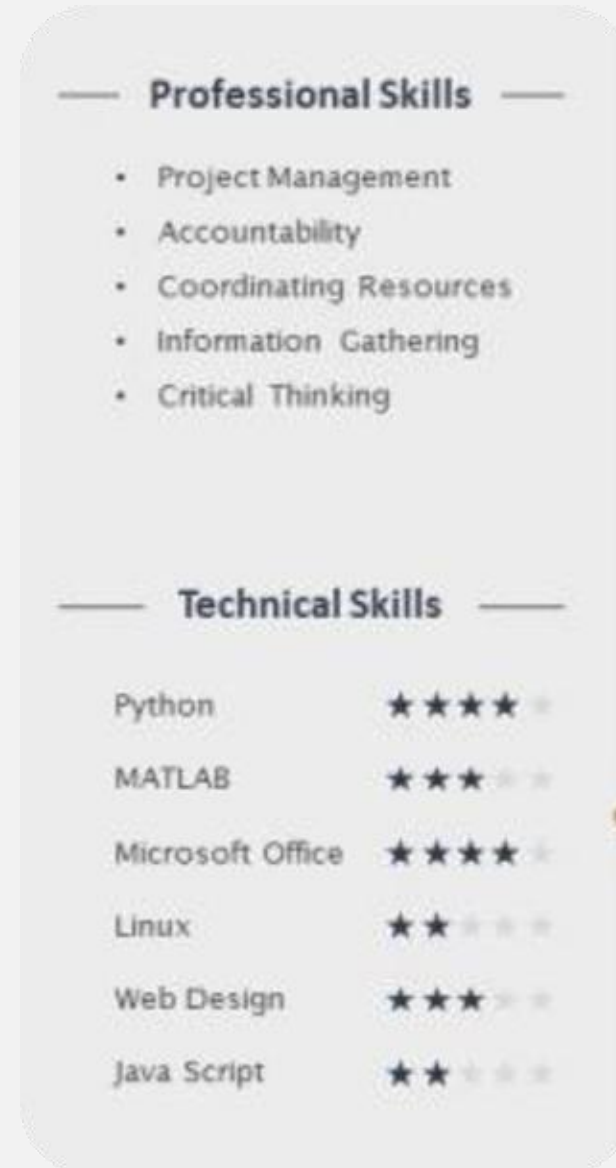 Professional Skills
• Project Management
• Accountability
• Coordinating Resources
• Information Gathering
• Critical Thinking
Technical Skills
Python ★★★★★
MATLAB ★★★★★
Microsoft Office ★★★★★
Linux ★★★★★
Web Design ★★★★★
Java Script ★★★★★